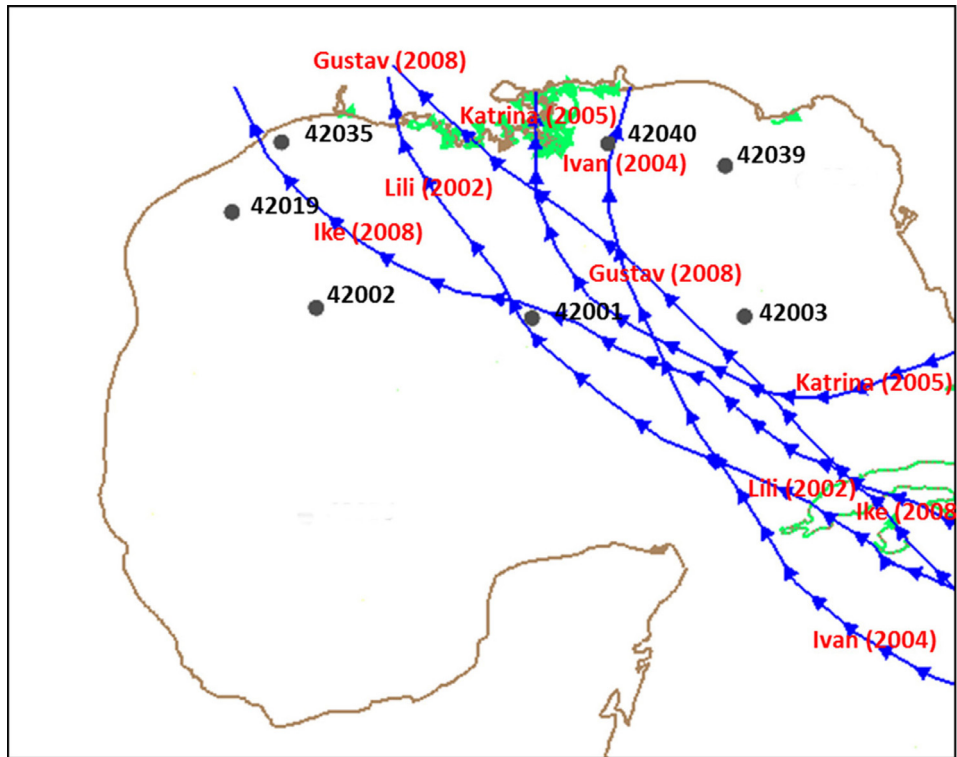 Gustav (2008)
Katrina (2005)
42035
42040
42039
Ivan (2004)
Lili (2002)
42019
Ike (2008)
Gustav (2008)
42002
42001
42003
Katrina (2005)
Lili (2002)
Ike (2008
Ivan (2004)